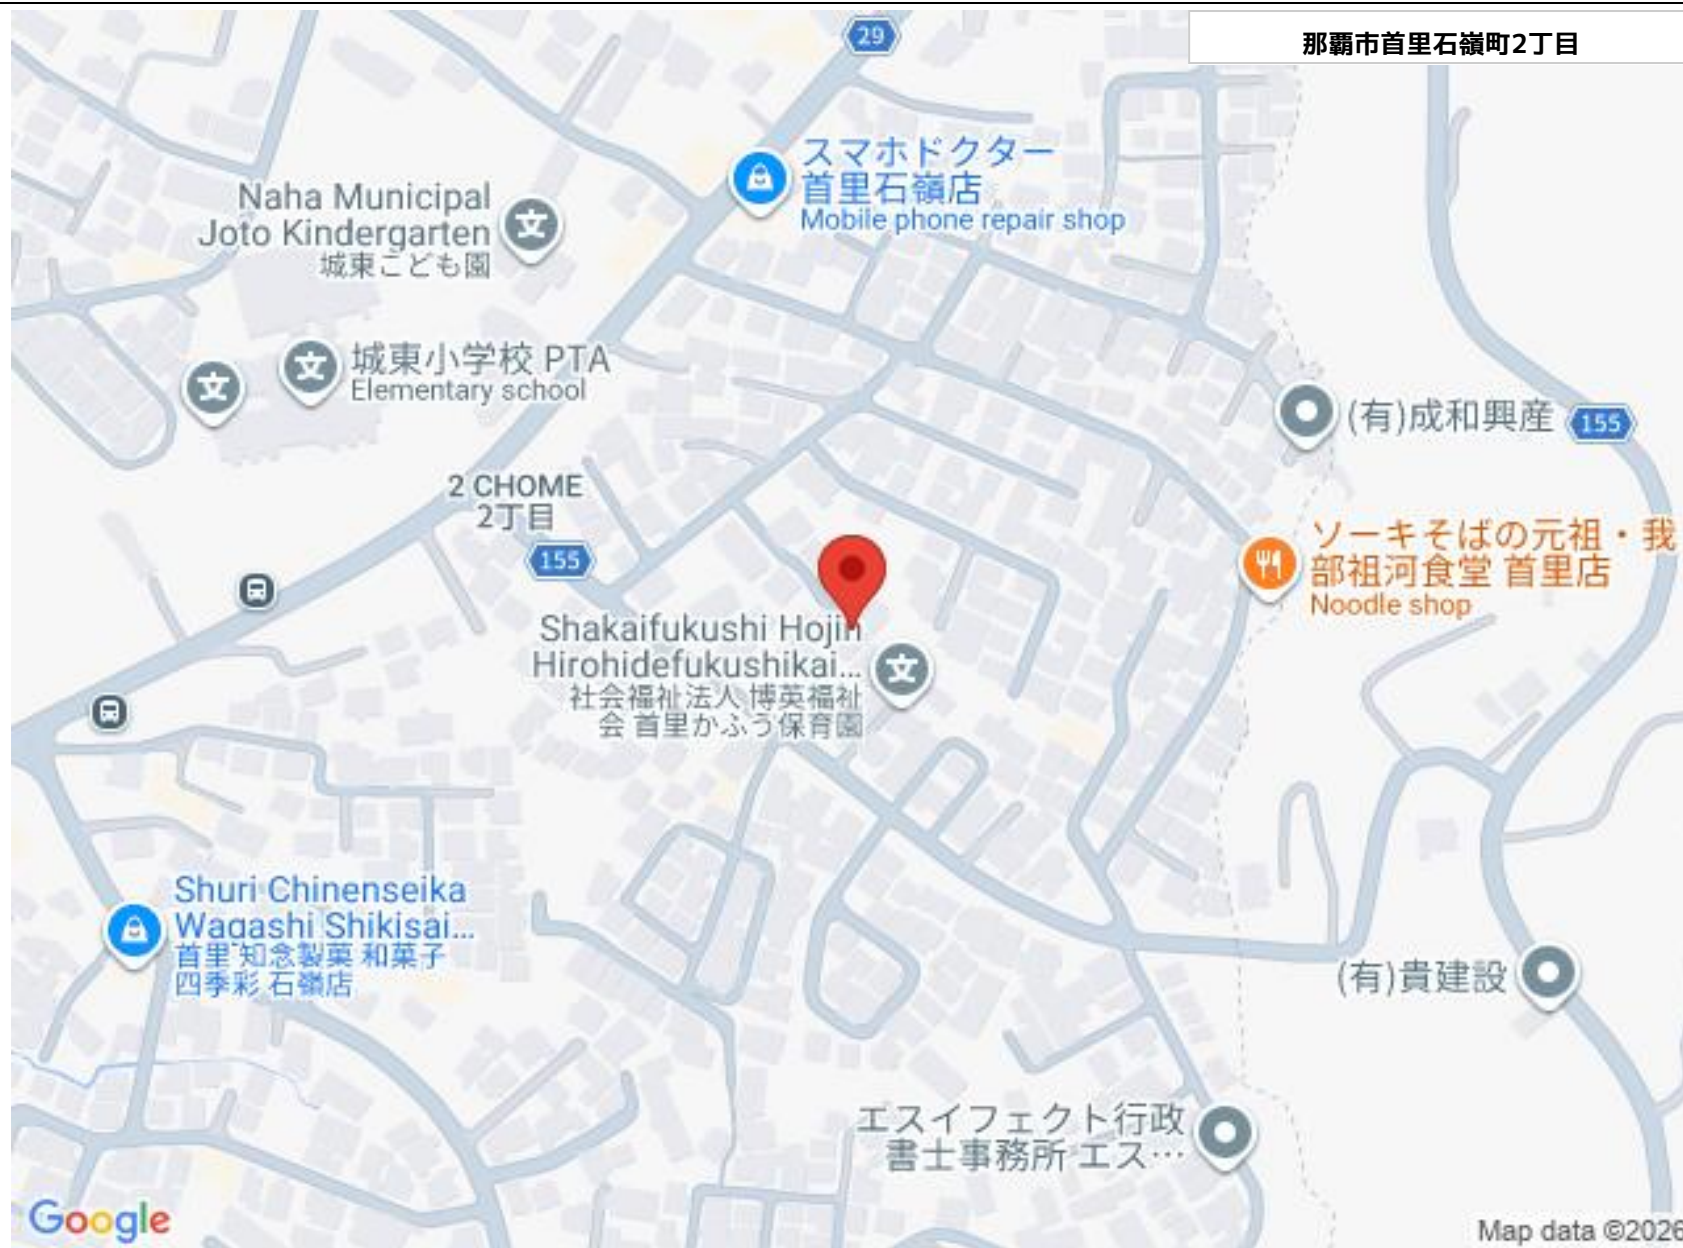 那覇市首里石嶺町2丁目
29
スマホドクター
首里石嶺店
Mobile phone repair shop
Naha Municipal
Joto Kindergarten
城東こども園
文
城東小学校 PTA
Elementary school
文
文
(有)成和興産
155
2 CHOME
2丁目
155
ソーキそばの元祖・我
部祖河食堂 首里店
Noodle shop
Shakaifukushi Hojin
Hirohidefukushikai...
社会福祉法人 博英福祉
会 首里かふう保育園
文
Shuri Chinenseika
Wagashi Shikisai...
首里 知念製菓 和菓子
四季彩 石嶺店
(有)貴建設
エスイフェクト行政
書士事務所 エス…
Google
Map data ©2026